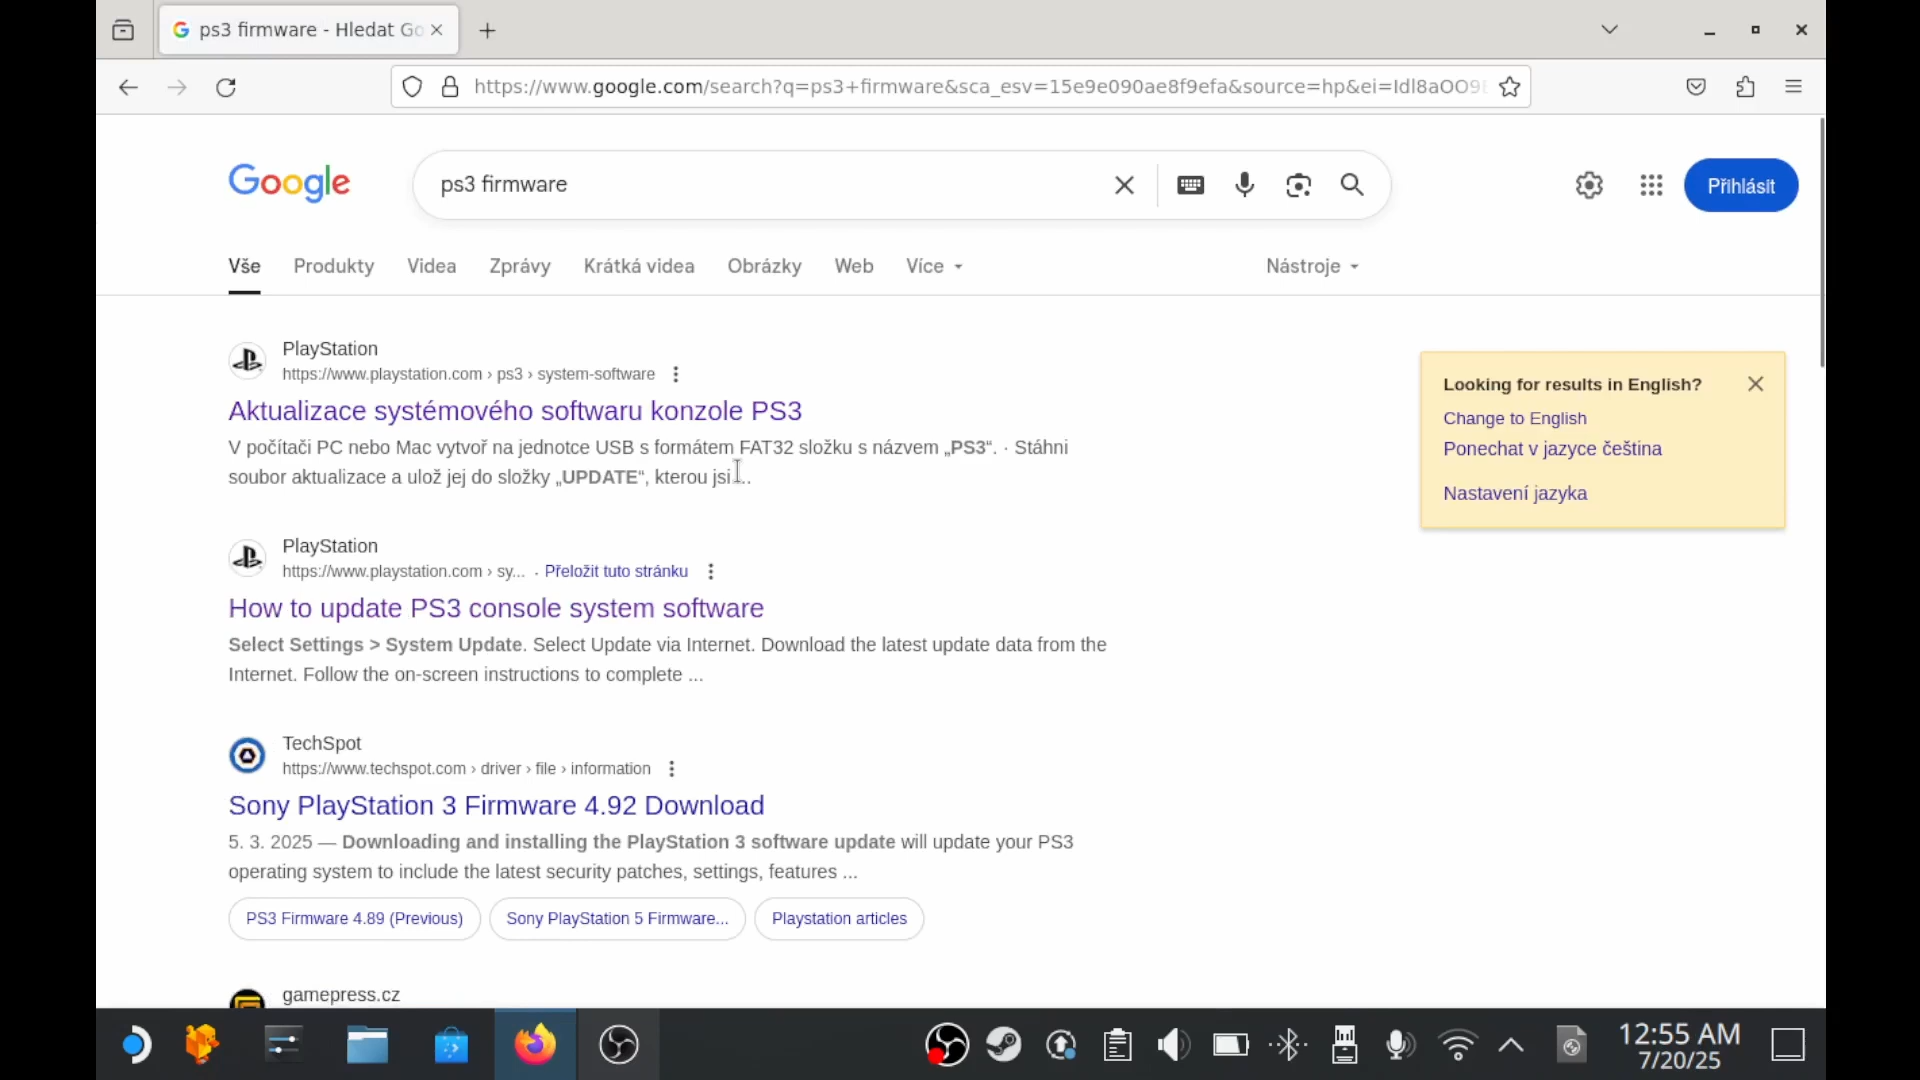 ps3 firmware - Hledat Go
https://www.google.com/search?q=ps3+firmware&sca_esv=15e9e090ae8f9efa&source=hp&ei=Idl8aOO9
Google
ps3 firmware
Přihlásit
Vše Produkty Videa Zprávy Krátká videa Obrázky Web Více Nástroje
PlayStation
https://www.playstation.com › ps3 › system-software
Aktualizace systémového softwaru konzole PS3
V počítači PC nebo Mac vytvoř na jednotce USB s formátem FAT32 složku s názvem „PS3“. · Stáhni
soubor aktualizace a ulož jej do složky „UPDATE“, kterou jsi ...
Looking for results in English?
Change to English
Ponechat v jazyce čeština
Nastavení jazyka
PlayStation
https://www.playstation.com › sy... · Přeložit tuto stránku
How to update PS3 console system software
Select Settings > System Update. Select Update via Internet. Download the latest update data from the
Internet. Follow the on-screen instructions to complete ...
TechSpot
https://www.techspot.com › driver › file › information
Sony PlayStation 3 Firmware 4.92 Download
5. 3. 2025 — Downloading and installing the PlayStation 3 software update will update your PS3
operating system to include the latest security patches, settings, features ...
PS3 Firmware 4.89 (Previous) Sony PlayStation 5 Firmware... Playstation articles
gamepress.cz
12:55 AM
7/20/25